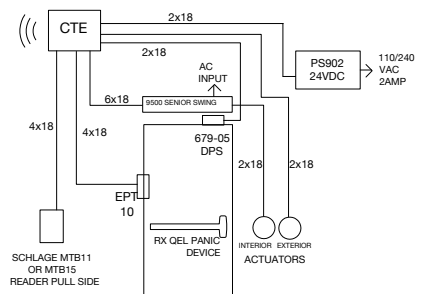 2x18
CTE
2x18
PS902
24VDC
110/240
VAC
2AMP
AC
INPUT
6x18
9500 SENIOR SWING
4x18
4x18
679-05
DPS
2x18
2x18
EPT
10
RX QEL PANIC
DEVICE
INTERIOR
EXTERIOR
ACTUATORS
SCHLAGE MTB11
OR MTB15
READER PULL SIDE